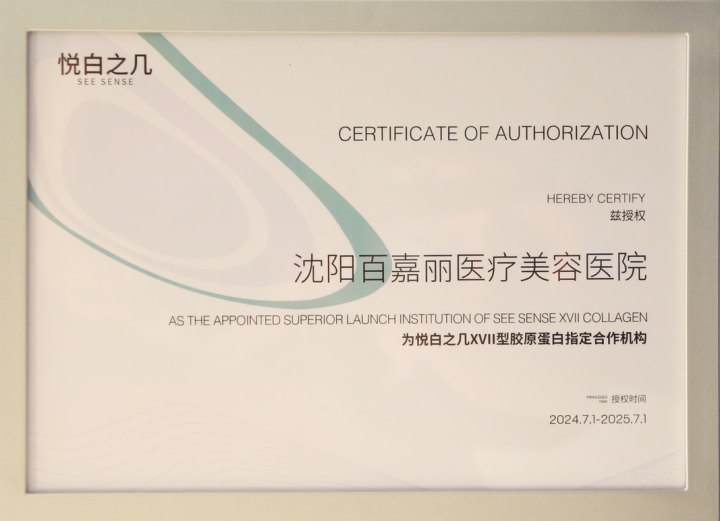 悦白之几
SEE SENSE
CERTIFICATE OF AUTHORIZATION
HEREBY CERTIFY
兹授权
沈阳百嘉丽医疗美容医院
AS THE APPOINTED SUPERIOR LAUNCH INSTITUTION OF SEE SENSE XVII COLLAGEN
为悦白之几XVII型胶原蛋白指定合作机构
授权时间
2024.7.1-2025.7.1